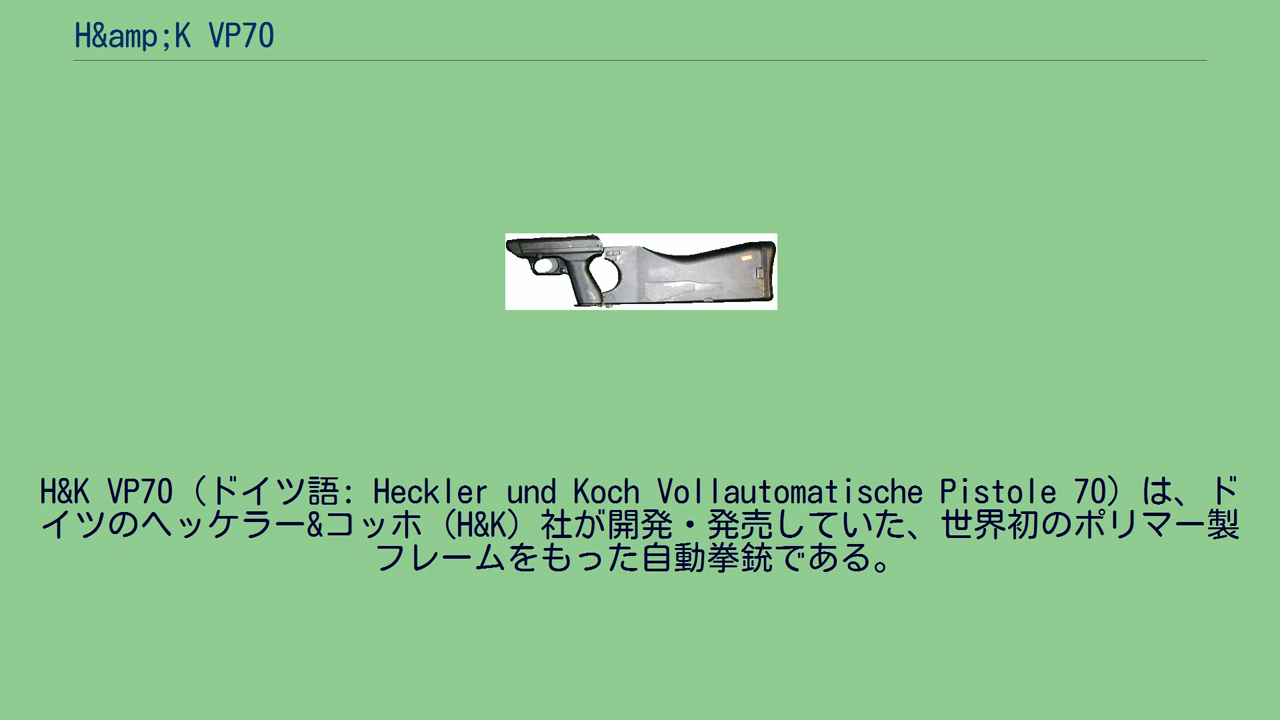 H&amp;K VP70
H&K VP70（ドイツ語: Heckler und Koch Vollautomatische Pistole 70）は、ド
イツのヘッケラー&コッホ（H&K）社が開発・発売していた、世界初のポリマー製
フレームをもった自動拳銃である。